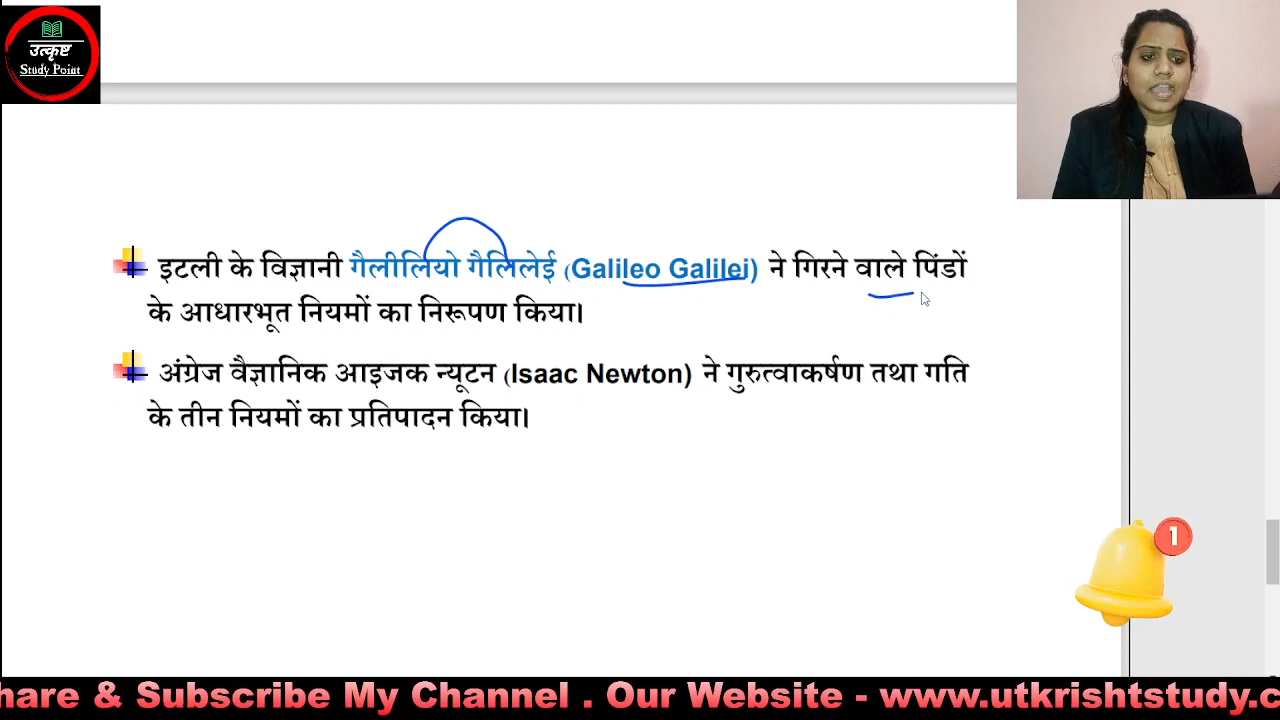 उत्कृष्ट
Study Point
इटली के विज्ञानी गैलीलियो गैलिलेई (Galileo Galilei) ने गिरने वाले पिंडों
के आधारभूत नियमों का निरूपण किया।
अंग्रेज वैज्ञानिक आइजक न्यूटन (Isaac Newton) ने गुरुत्वाकर्षण तथा गति
के तीन नियमों का प्रतिपादन किया।
1
hare & Subscribe My Channel . Our Website - www.utkrishtstudy.c